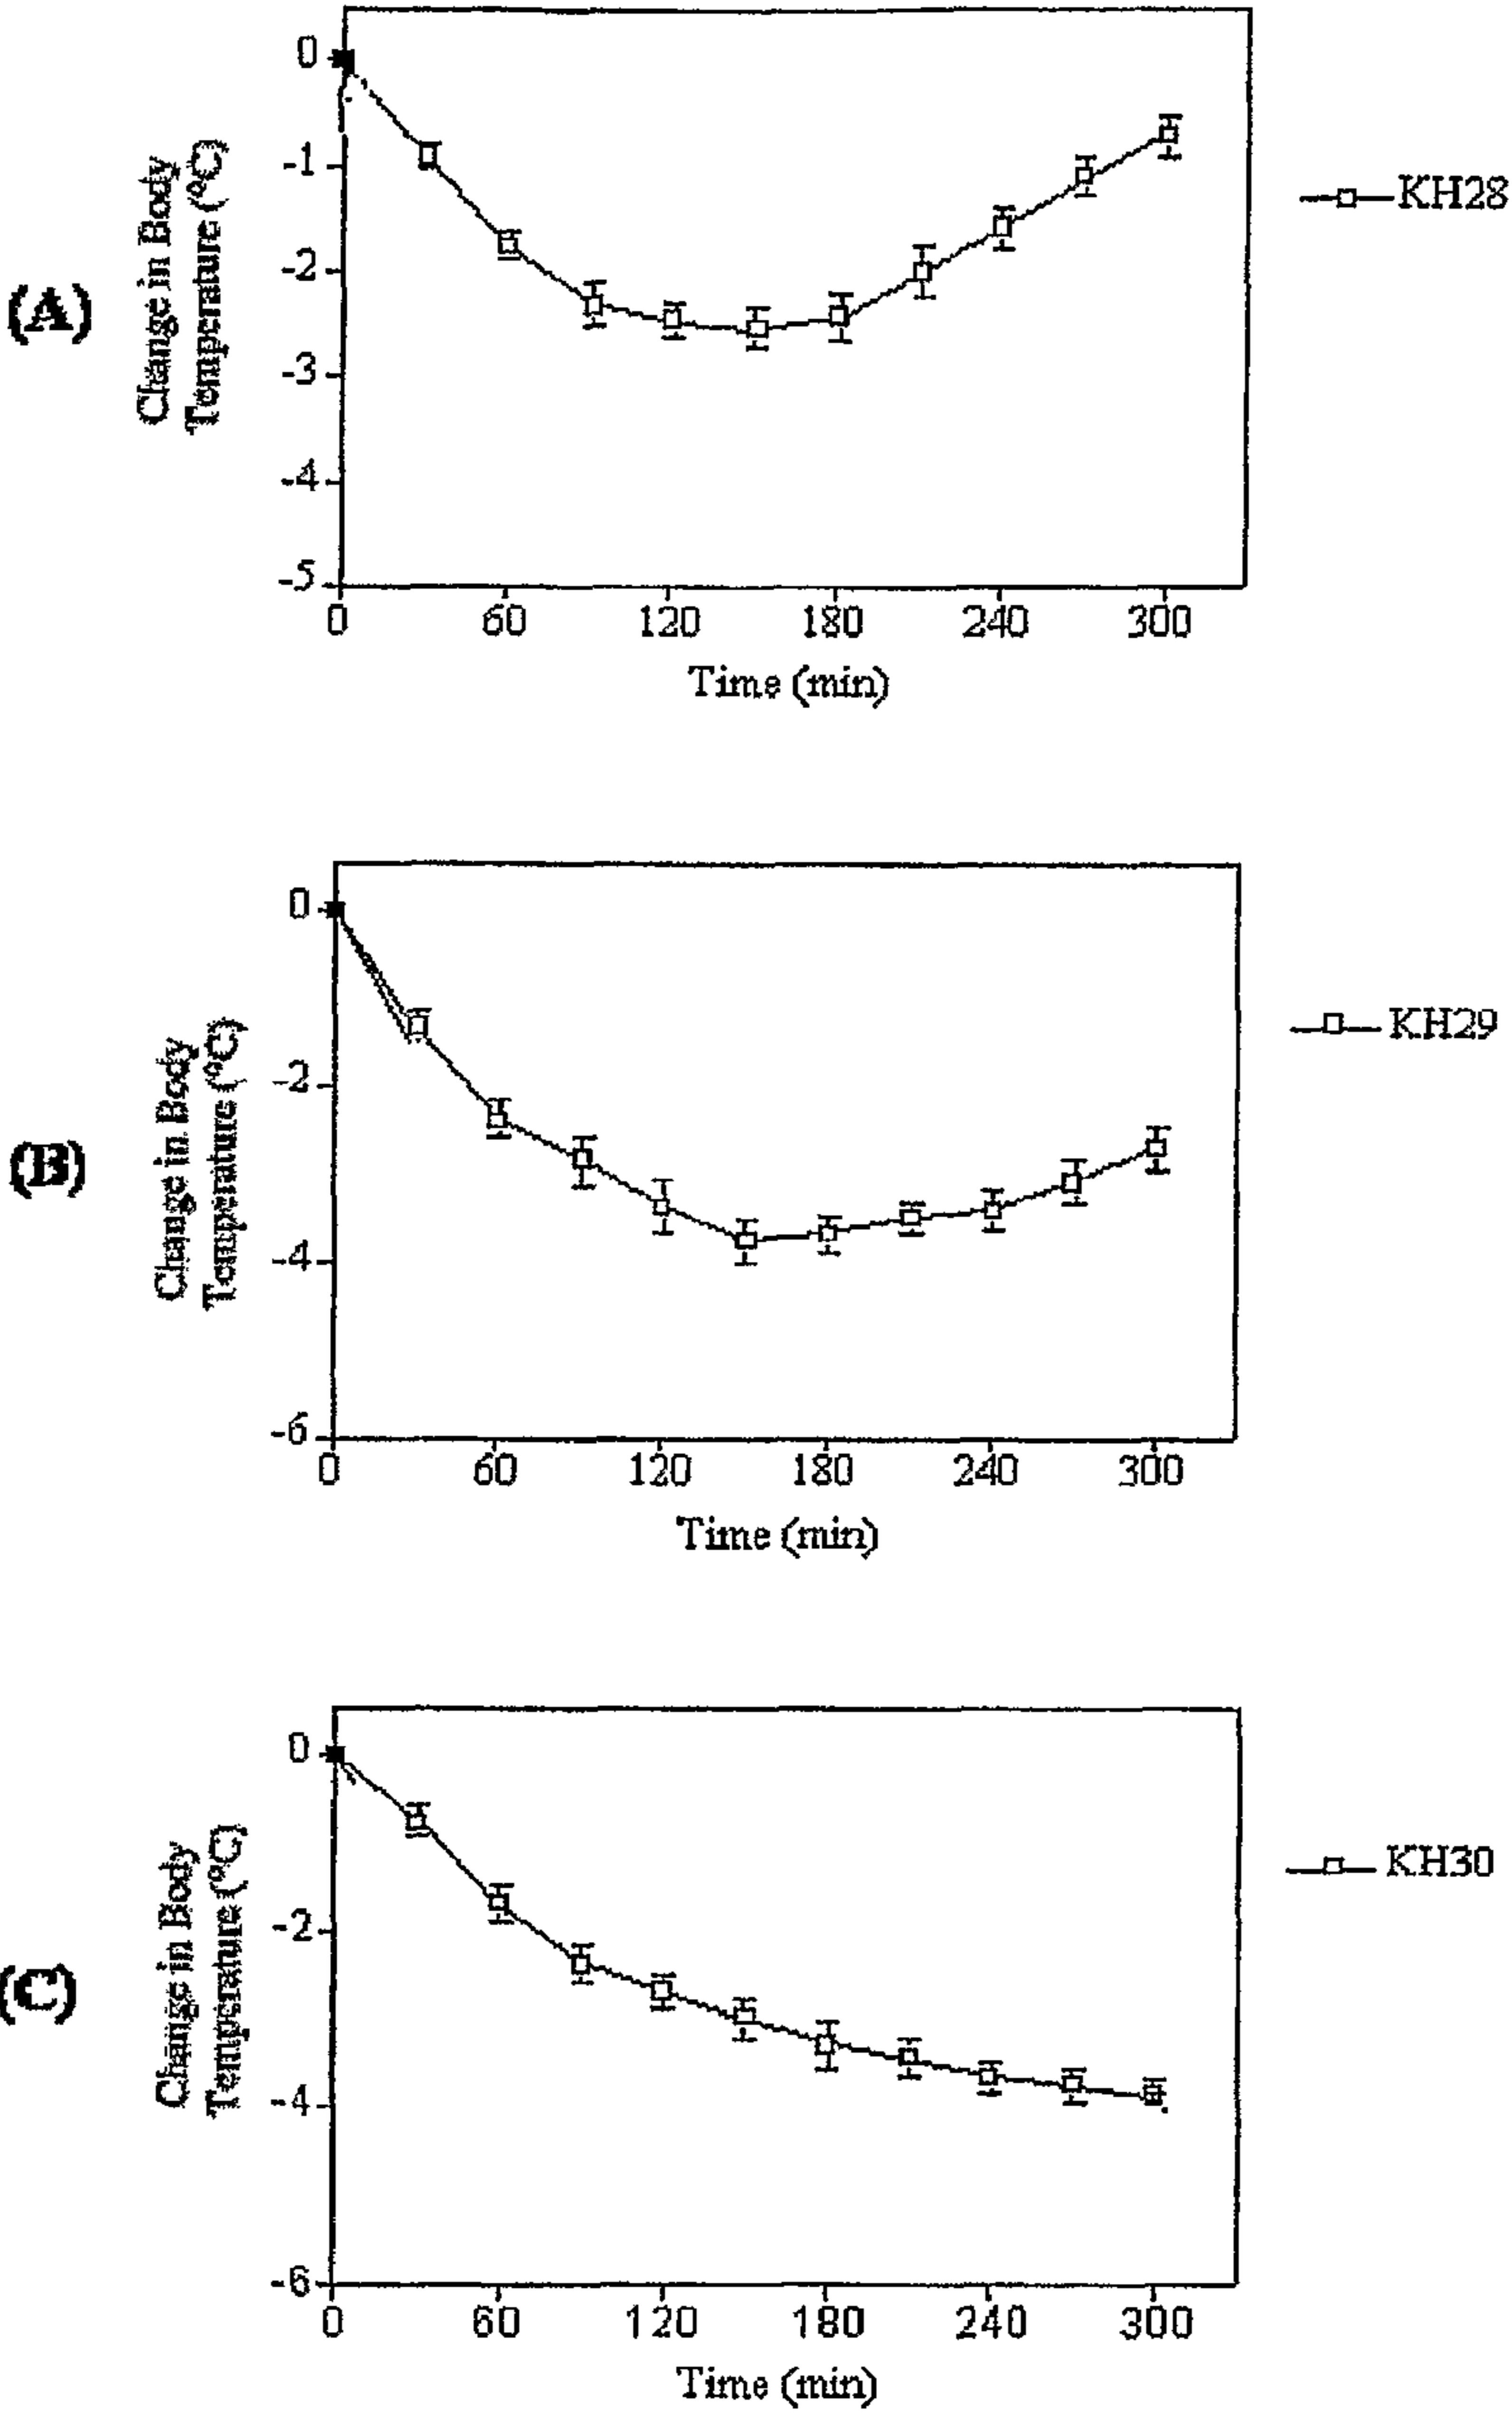 (A)
Change in Body
Temperature (°C)
0
-1
-2
-3
-4
-5
0 60 120 180 240 300
Time (min)
KH28
(B)
Change in Body
Temperature (°C)
0
-2
-4
-6
0 60 120 180 240 300
Time (min)
KH29
(C)
Change in Body
Temperature (°C)
0
-2
-4
-6
0 60 120 180 240 300
Time (min)
KH30